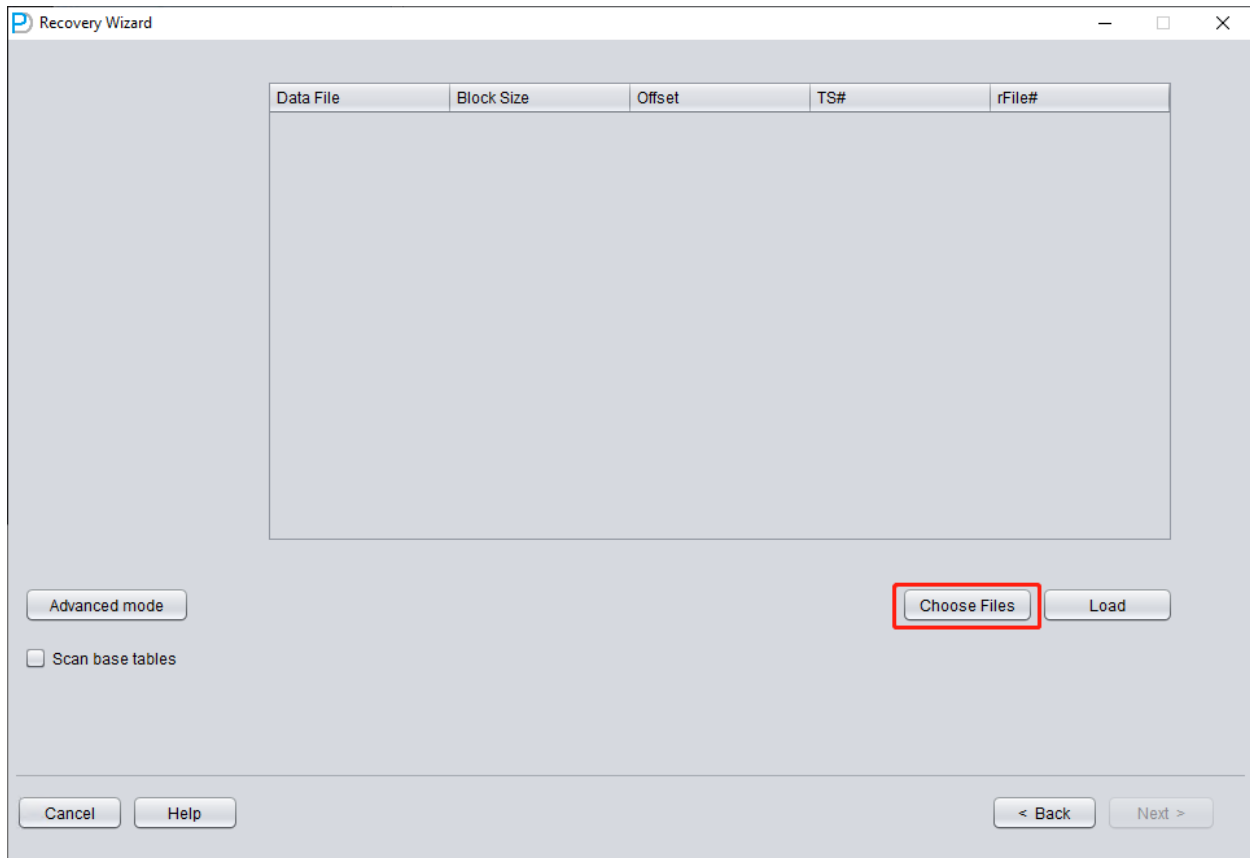 Recovery Wizard
Data File Block Size Offset TS# rFile#
Advanced mode Choose Files Load
Scan base tables
Cancel Help < Back Next >